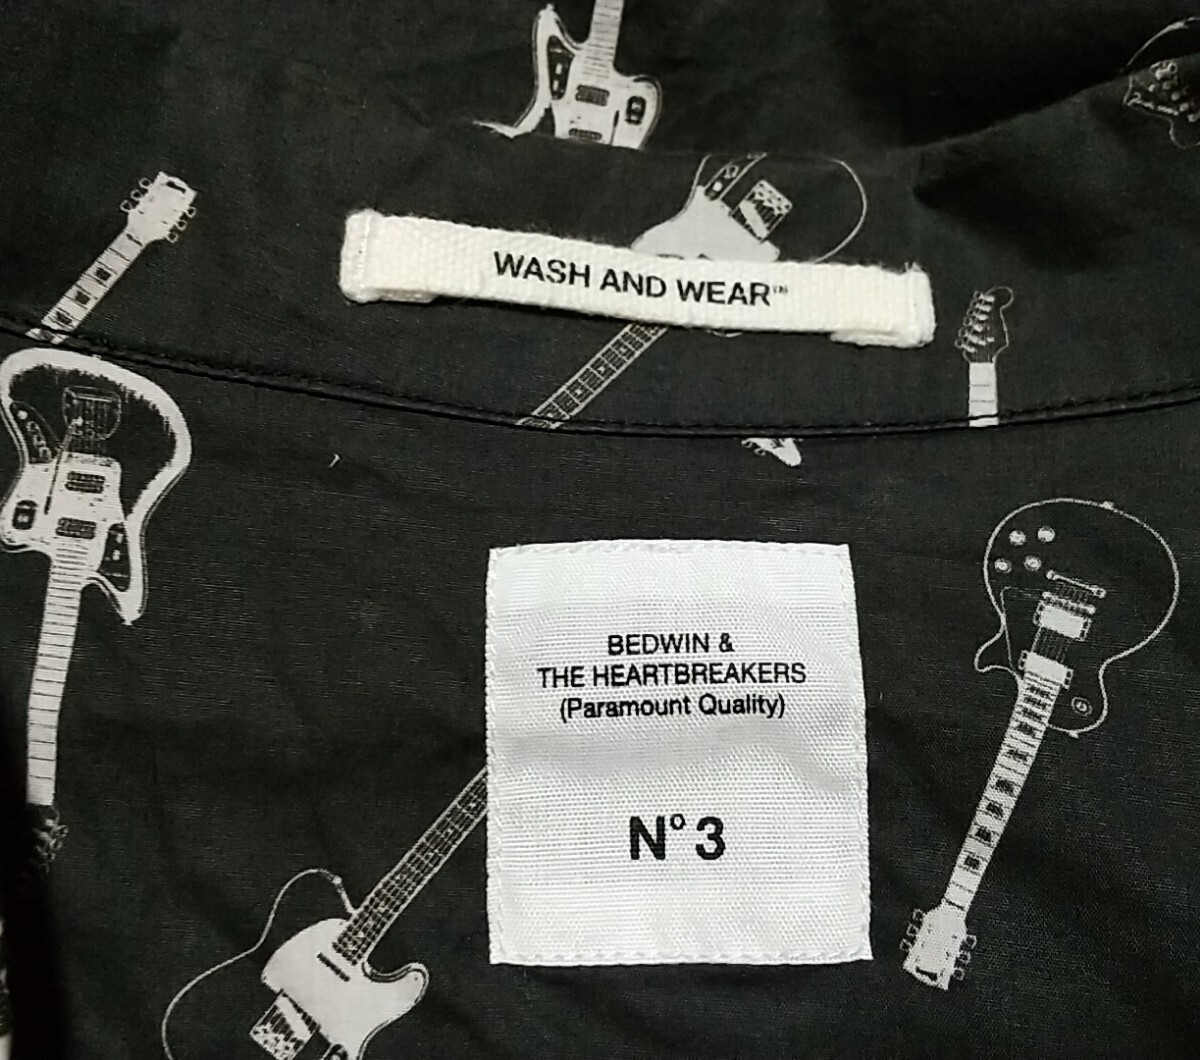 WASH AND WEAR™
BEDWIN &
THE HEARTBREAKERS
(Paramount Quality)
N° 3